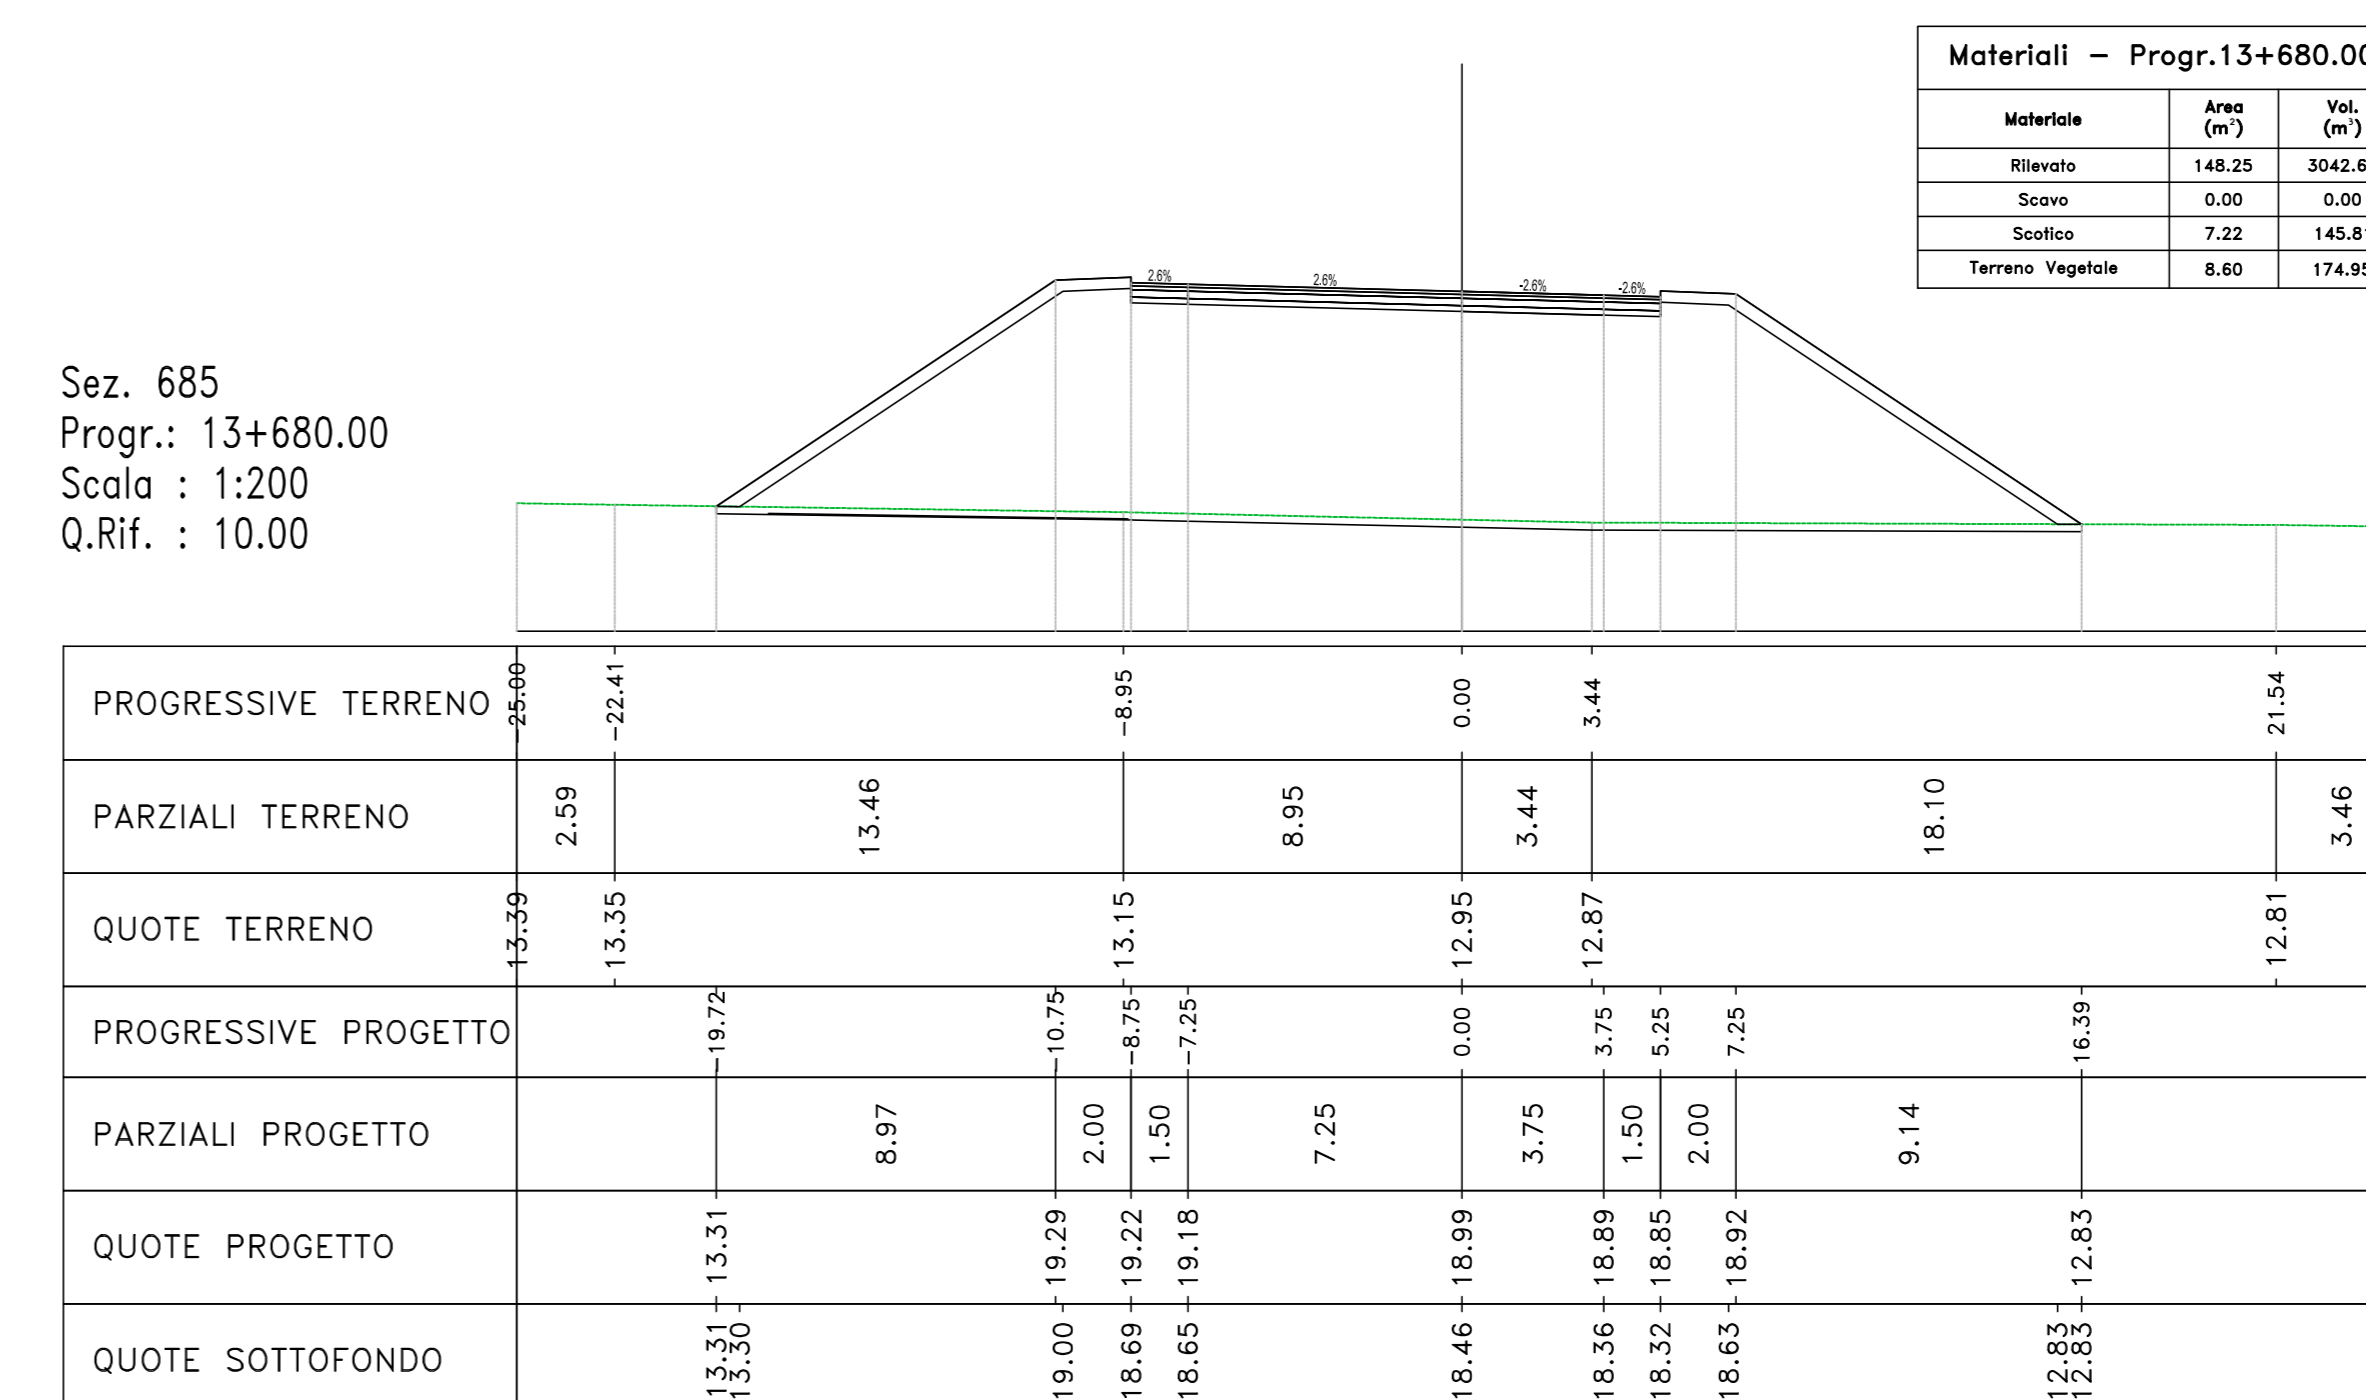 Materiali - Progr.13+680.00
Materiale Area (m²) Vol. (m³)
Rilevato 148.25 3042.6
Scavo 0.00 0.00
Scotico 7.22 145.8
Terreno Vegetale 8.60 174.95
2.6% 2.6% -2.6% -2.6%
Sez. 685
Progr.: 13+680.00
Scala : 1:200
Q.Rif. : 10.00
PROGRESSIVE TERRENO -25.00 -22.41 -8.95 0.00 3.44 21.54
PARZIALI TERRENO 2.59 13.46 8.95 3.44 18.10 3.46
QUOTE TERRENO 13.39 13.35 13.15 12.95 12.87 12.81
PROGRESSIVE PROGETTO -19.72 -10.75 -8.75 -7.25 0.00 3.75 5.25 7.25 16.39
PARZIALI PROGETTO 8.97 2.00 1.50 7.25 3.75 1.50 2.00 9.14
QUOTE PROGETTO 13.31 19.29 19.22 19.18 18.99 18.89 18.85 18.92 12.83
QUOTE SOTTOFONDO 13.31 13.30 19.00 18.69 18.65 18.46 18.36 18.32 18.63 12.83 12.83